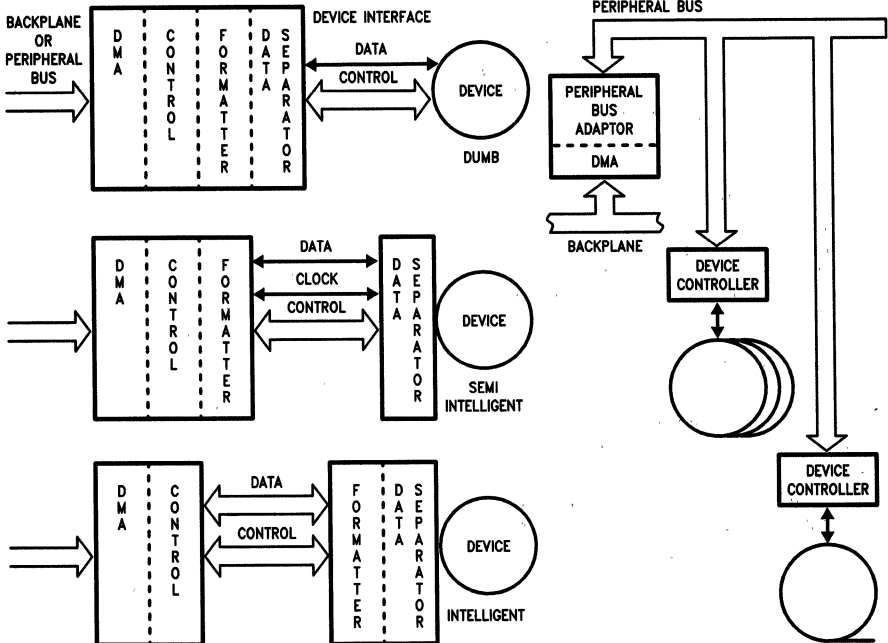 BACKPLANE
OR
PERIPHERAL
BUS
DMA
CONTROL
FORMATTER
DATA
SEPARATOR
DEVICE INTERFACE
DATA
CONTROL
DEVICE
DUMB
DMA
CONTROL
FORMATTER
DATA
CLOCK
CONTROL
DATA
SEPARATOR
DEVICE
SEMI
INTELLIGENT
DMA
CONTROL
DATA
CONTROL
FORMATTER
DATA
SEPARATOR
DEVICE
INTELLIGENT
PERIPHERAL BUS
PERIPHERAL
BUS
ADAPTOR
DMA
BACKPLANE
DEVICE
CONTROLLER
DEVICE
CONTROLLER